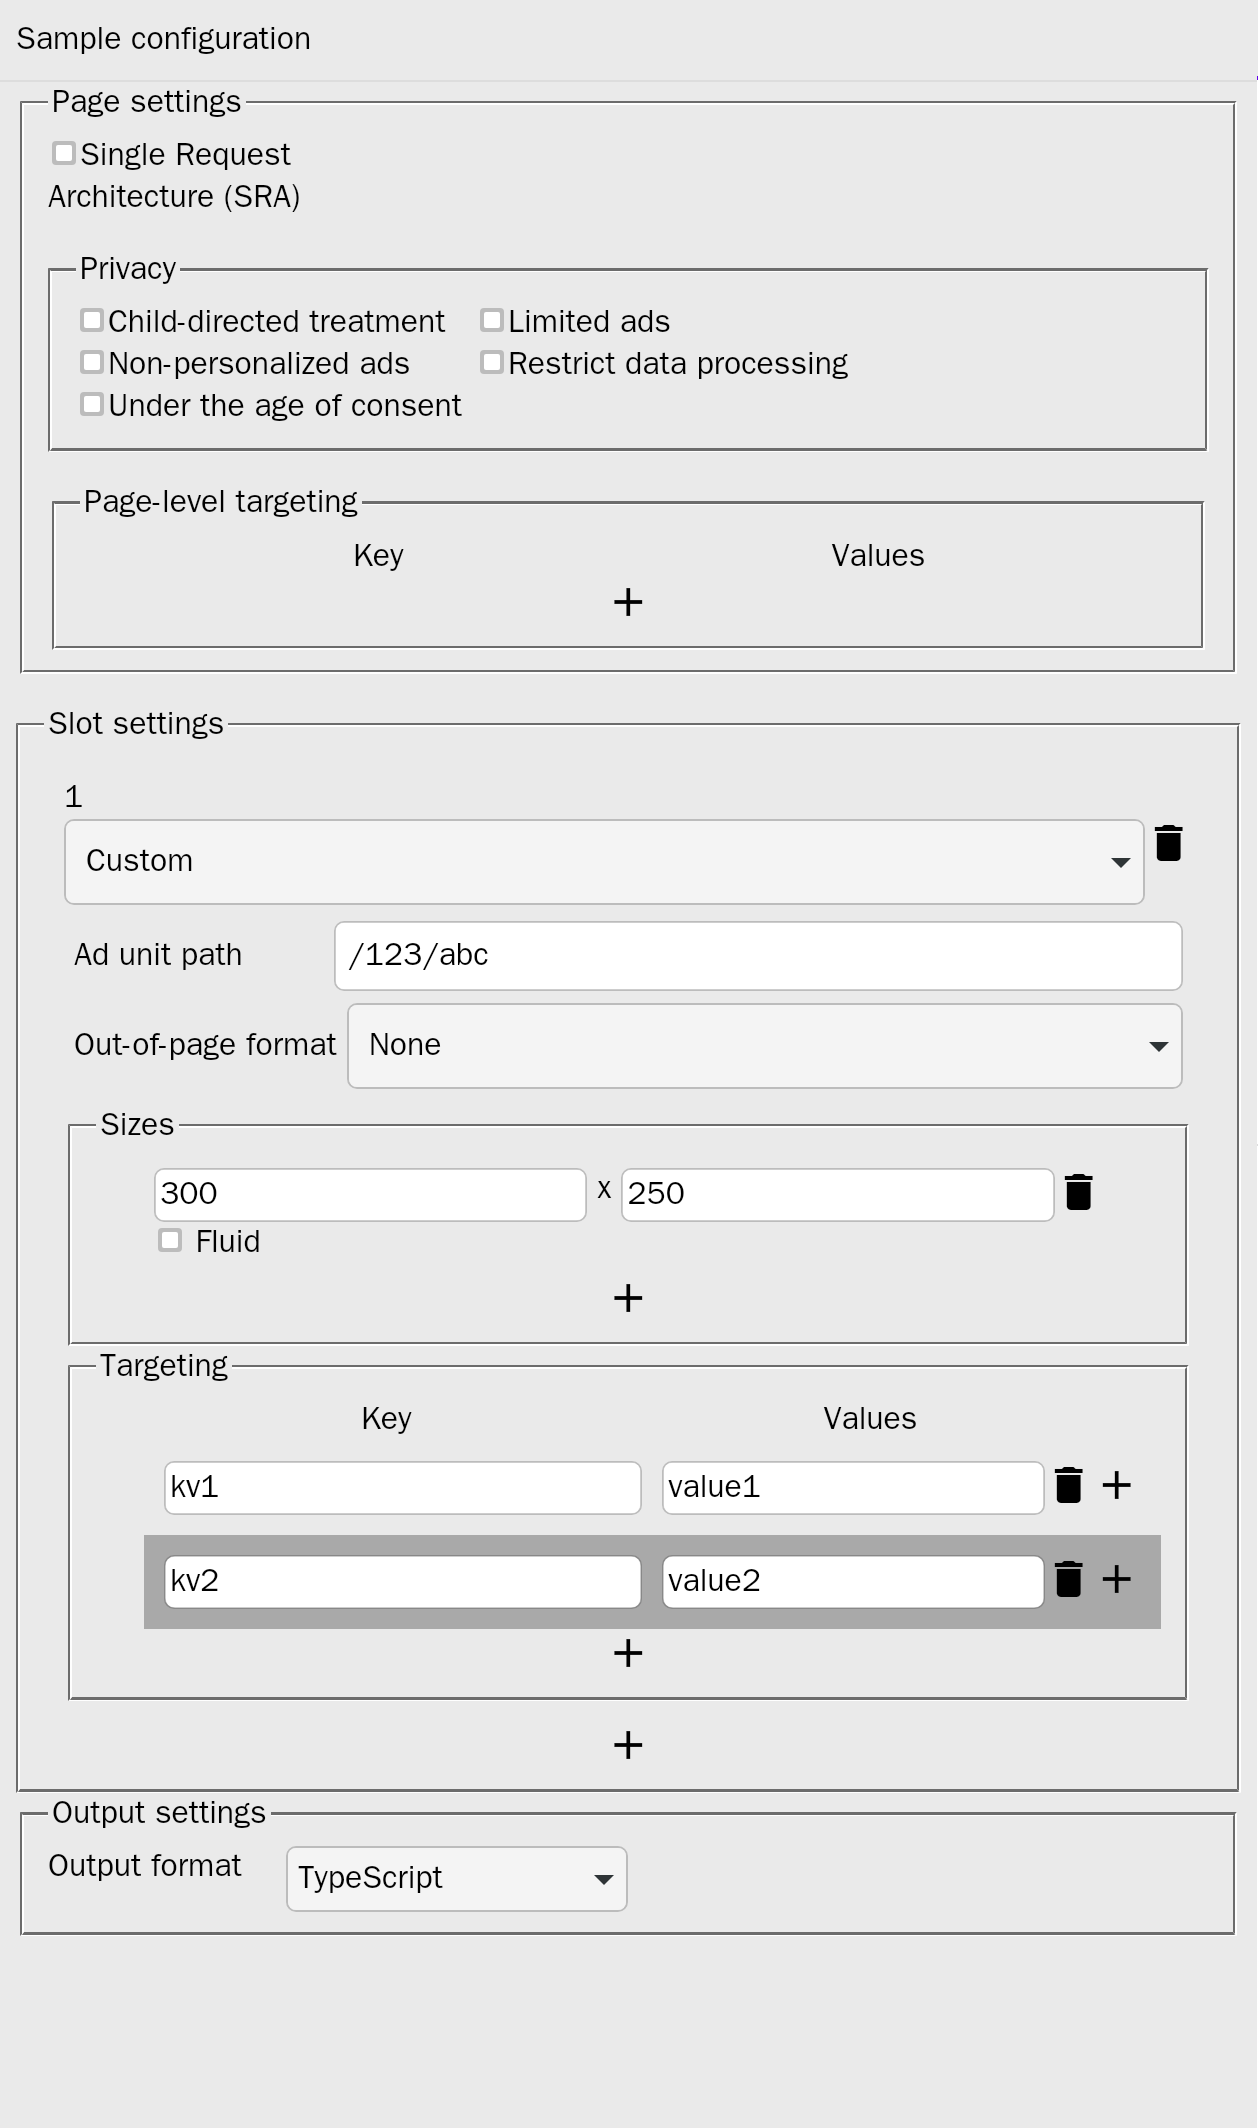 Sample configuration
Page settings
Single Request
Architecture (SRA)
Privacy
Child-directed treatment Limited ads
Non-personalized ads Restrict data processing
Under the age of consent
Page-level targeting
Key Values
+
Slot settings
1
Custom
Ad unit path /123/abc
Out-of-page format None
Sizes
300 x 250
Fluid
+
Targeting
Key Values
kv1 value1 +
kv2 value2 +
+
+
Output settings
Output format TypeScript